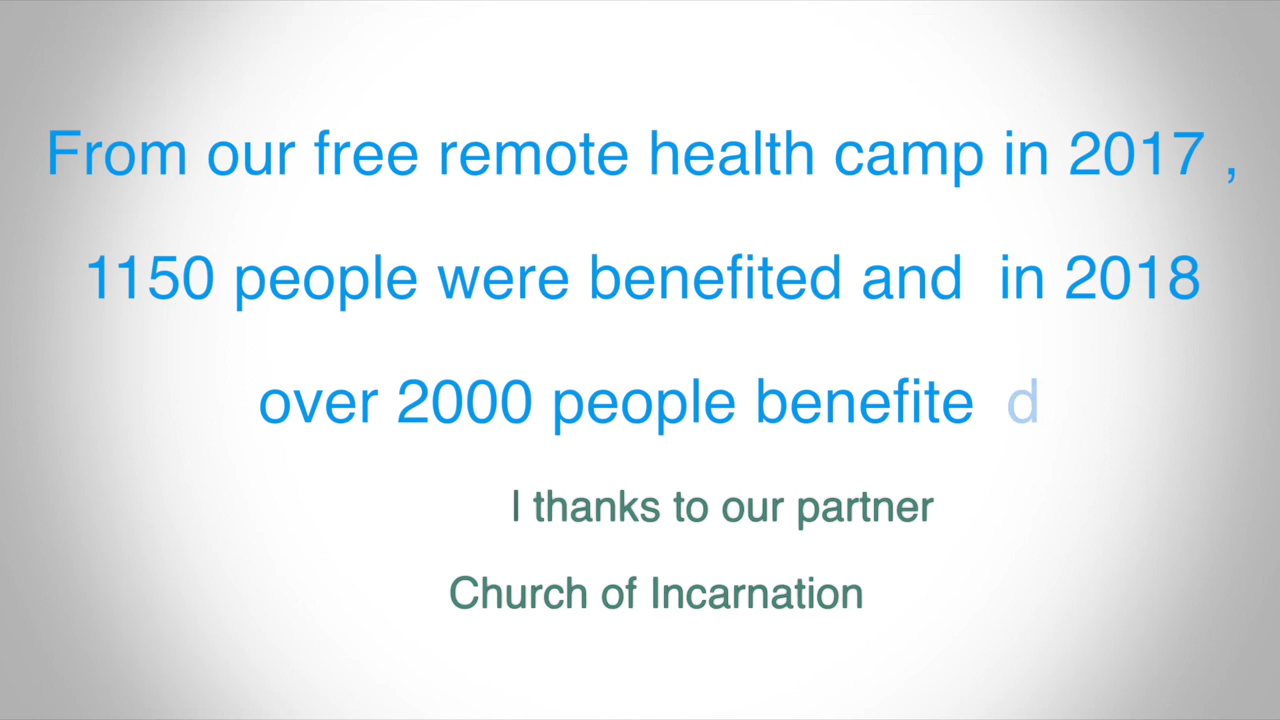 From our free remote health camp in 2017 ,
1150 people were benefited and  in 2018
over 2000 people benefite  d
l thanks to our partner
Church of Incarnation